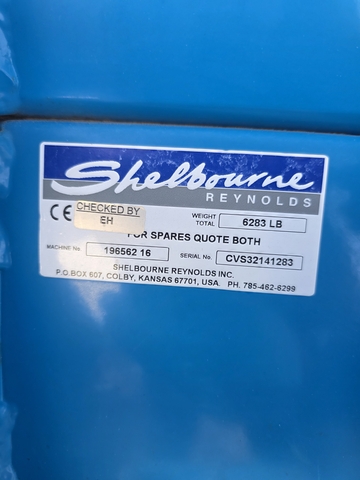 Shelbourne
REYNOLDS
CE CHECKED BY EH WEIGHT TOTAL 6283 LB
FOR SPARES QUOTE BOTH
MACHINE No 196562 16 SERIAL No. CVS32141283
SHELBOURNE REYNOLDS INC.
P.O.BOX 607, COLBY, KANSAS 67701, USA. PH. 785-462-6299